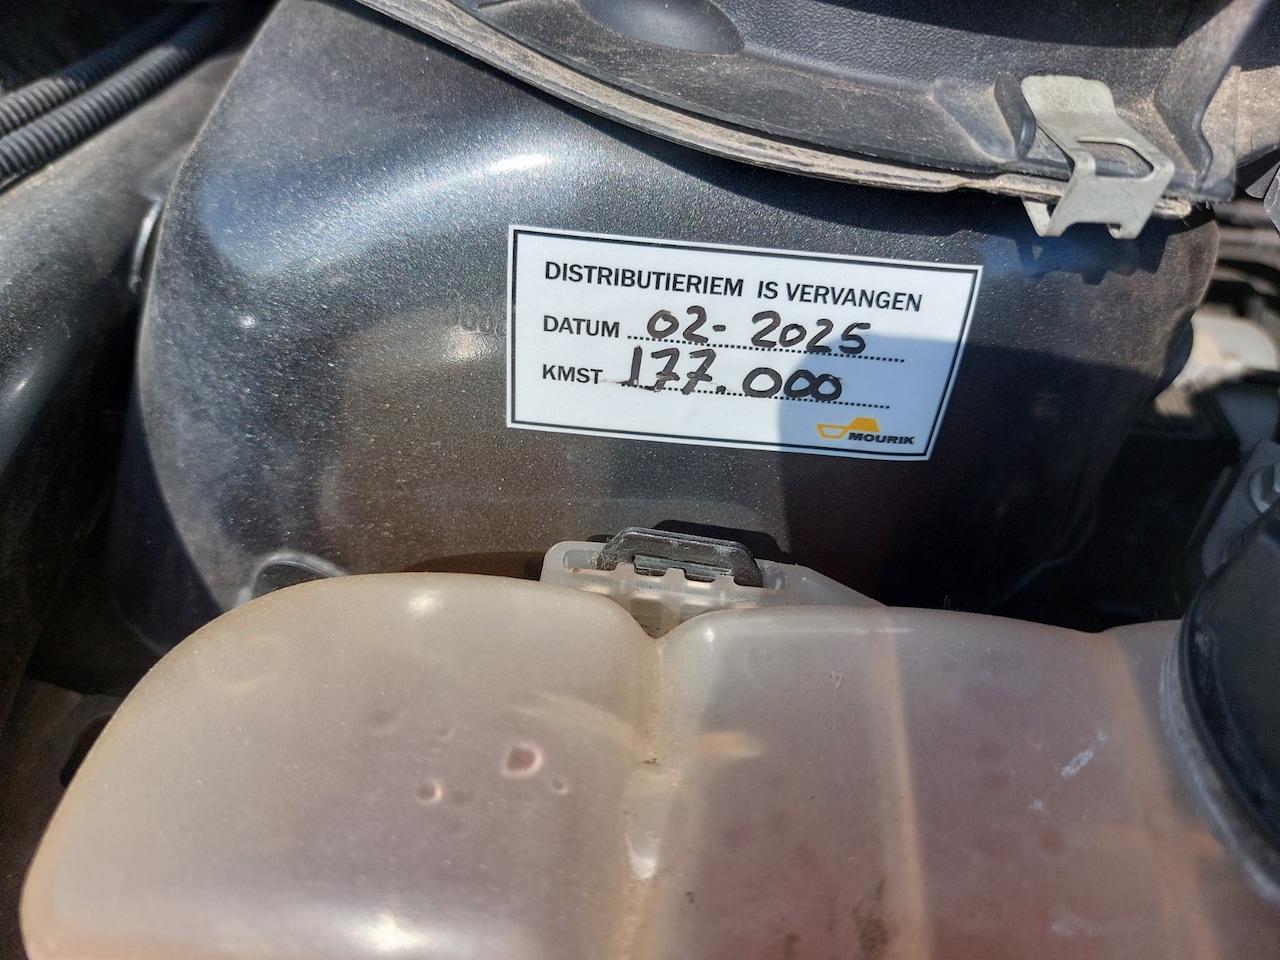 DISTRIBUTIERIEM IS VERVANGEN
DATUM 02-2025
KMST 177.000
MOURIK